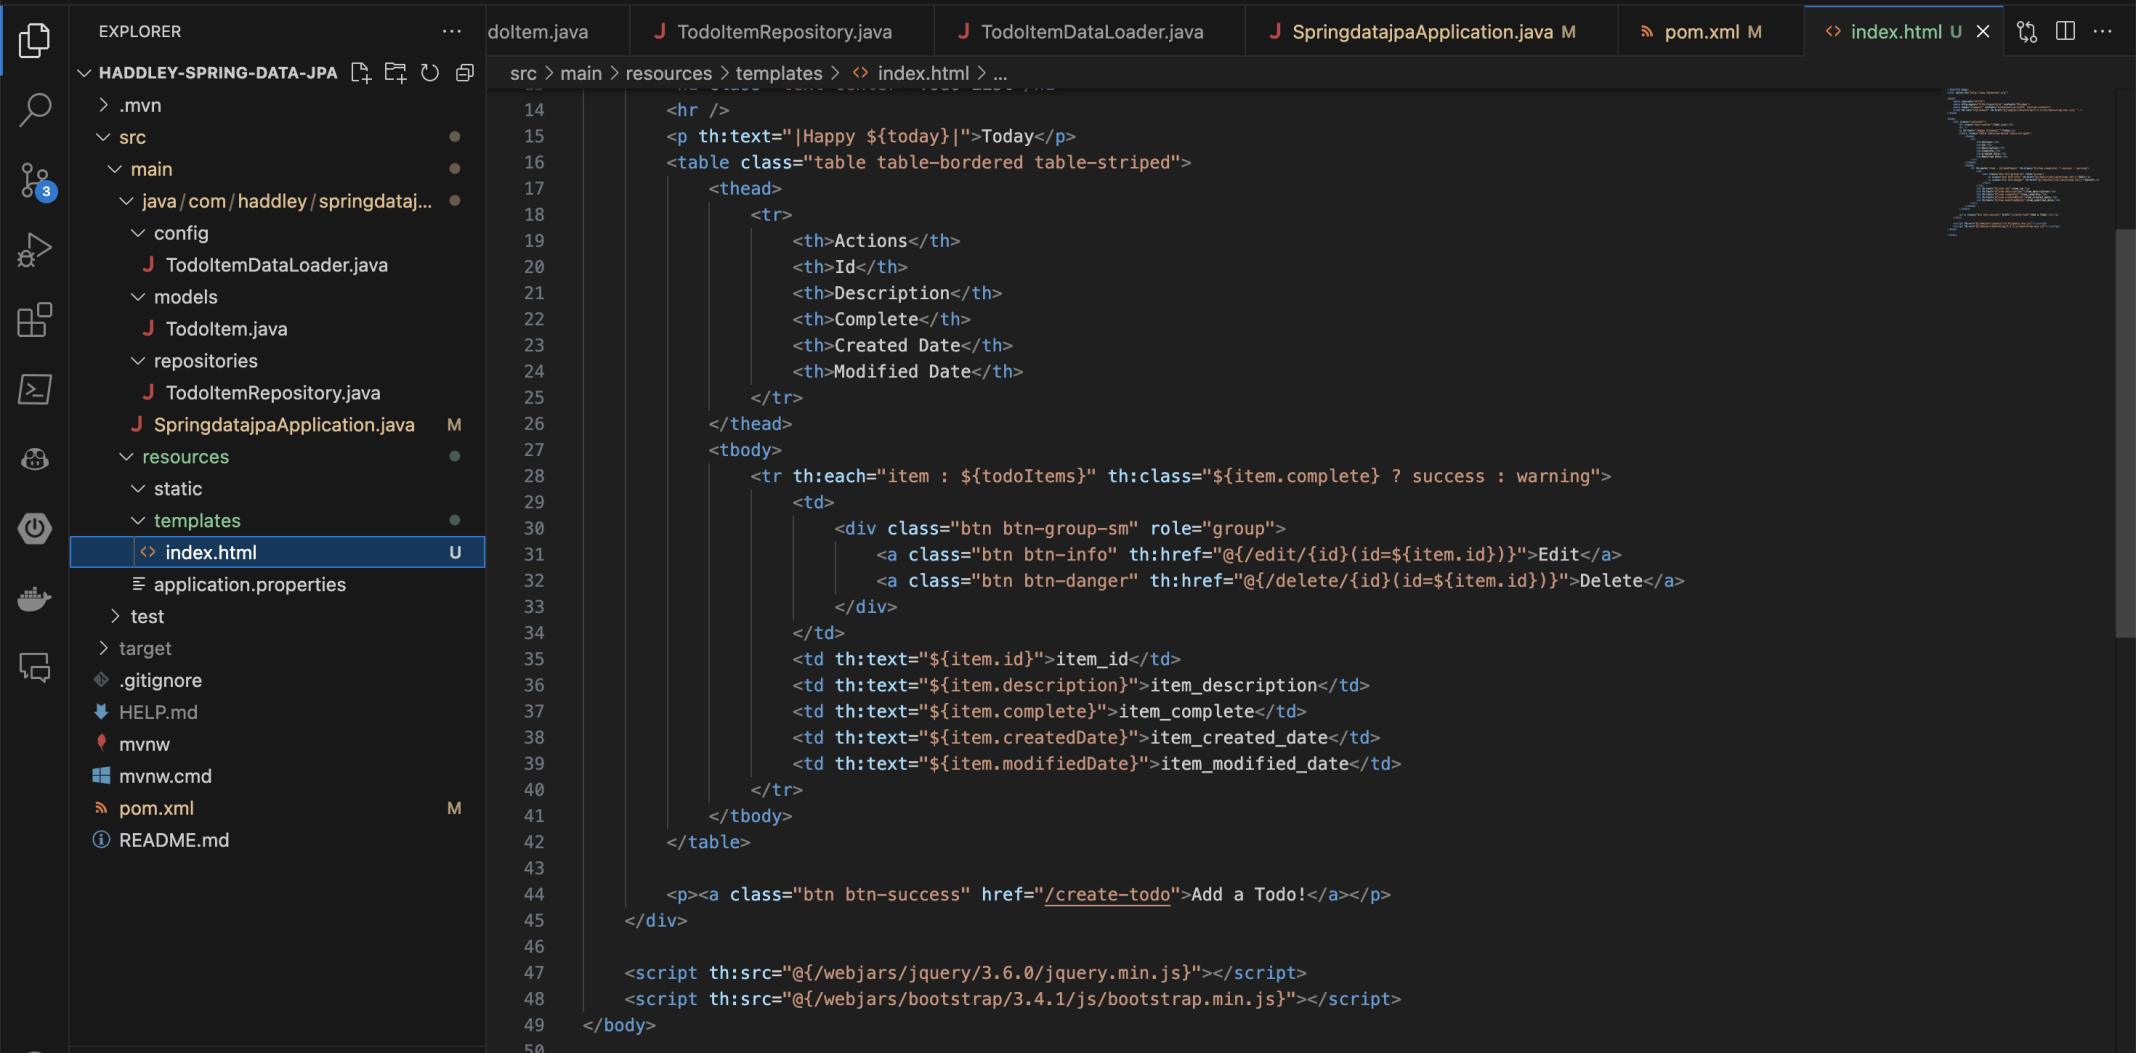 EXPLORER
HADDLEY-SPRING-DATA-JPA
.mvn
src
main
java/com/haddley/springdataj...
config
TodoItemDataLoader.java
models
TodoItem.java
repositories
TodoItemRepository.java
SpringdatajpaApplication.java M
resources
static
templates
index.html U
application.properties
test
target
.gitignore
HELP.md
mvnw
mvnw.cmd
pom.xml M
README.md
3
doItem.java
TodoItemRepository.java
TodoItemDataLoader.java
SpringdatajpaApplication.java M
pom.xml M
index.html U
src > main > resources > templates > index.html > ...
14 <hr />
15 <p th:text="|Happy ${today}|">Today</p>
16 <table class="table table-bordered table-striped">
17 <thead>
18 <tr>
19 <th>Actions</th>
20 <th>Id</th>
21 <th>Description</th>
22 <th>Complete</th>
23 <th>Created Date</th>
24 <th>Modified Date</th>
25 </tr>
26 </thead>
27 <tbody>
28 <tr th:each="item : ${todoItems}" th:class="${item.complete} ? success : warning">
29 <td>
30 <div class="btn btn-group-sm" role="group">
31 <a class="btn btn-info" th:href="@{/edit/{id}(id=${item.id})}">Edit</a>
32 <a class="btn btn-danger" th:href="@{/delete/{id}(id=${item.id})}">Delete</a>
33 </div>
34 </td>
35 <td th:text="${item.id}">item_id</td>
36 <td th:text="${item.description}">item_description</td>
37 <td th:text="${item.complete}">item_complete</td>
38 <td th:text="${item.createdDate}">item_created_date</td>
39 <td th:text="${item.modifiedDate}">item_modified_date</td>
40 </tr>
41 </tbody>
42 </table>
43
44 <p><a class="btn btn-success" href="/create-todo">Add a Todo!</a></p>
45 </div>
46
47 <script th:src="@{/webjars/jquery/3.6.0/jquery.min.js}"></script>
48 <script th:src="@{/webjars/bootstrap/3.4.1/js/bootstrap.min.js}"></script>
49 </body>
50